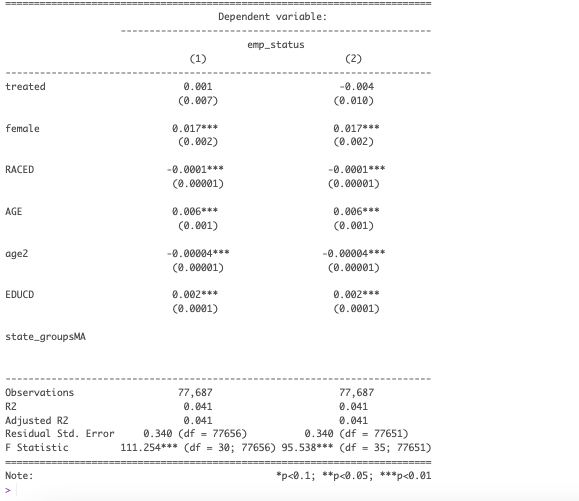 ===========================================================================
Dependent variable:
-------------------------------------------------------
emp_status
(1) (2)
---------------------------------------------------------------------------
treated 0.001 -0.004
(0.007) (0.010)
female 0.017*** 0.017***
(0.002) (0.002)
RACED -0.0001*** -0.0001***
(0.00001) (0.00001)
AGE 0.006*** 0.006***
(0.001) (0.001)
age2 -0.00004*** -0.00004***
(0.00001) (0.00001)
EDUCD 0.002*** 0.002***
(0.0001) (0.0001)
state_groupsMA
---------------------------------------------------------------------------
Observations 77,687 77,687
R2 0.041 0.041
Adjusted R2 0.041 0.041
Residual Std. Error 0.340 (df = 77656) 0.340 (df = 77651)
F Statistic 111.254*** (df = 30; 77656) 95.538*** (df = 35; 77651)
===========================================================================
Note: *p<0.1; **p<0.05; ***p<0.01
>